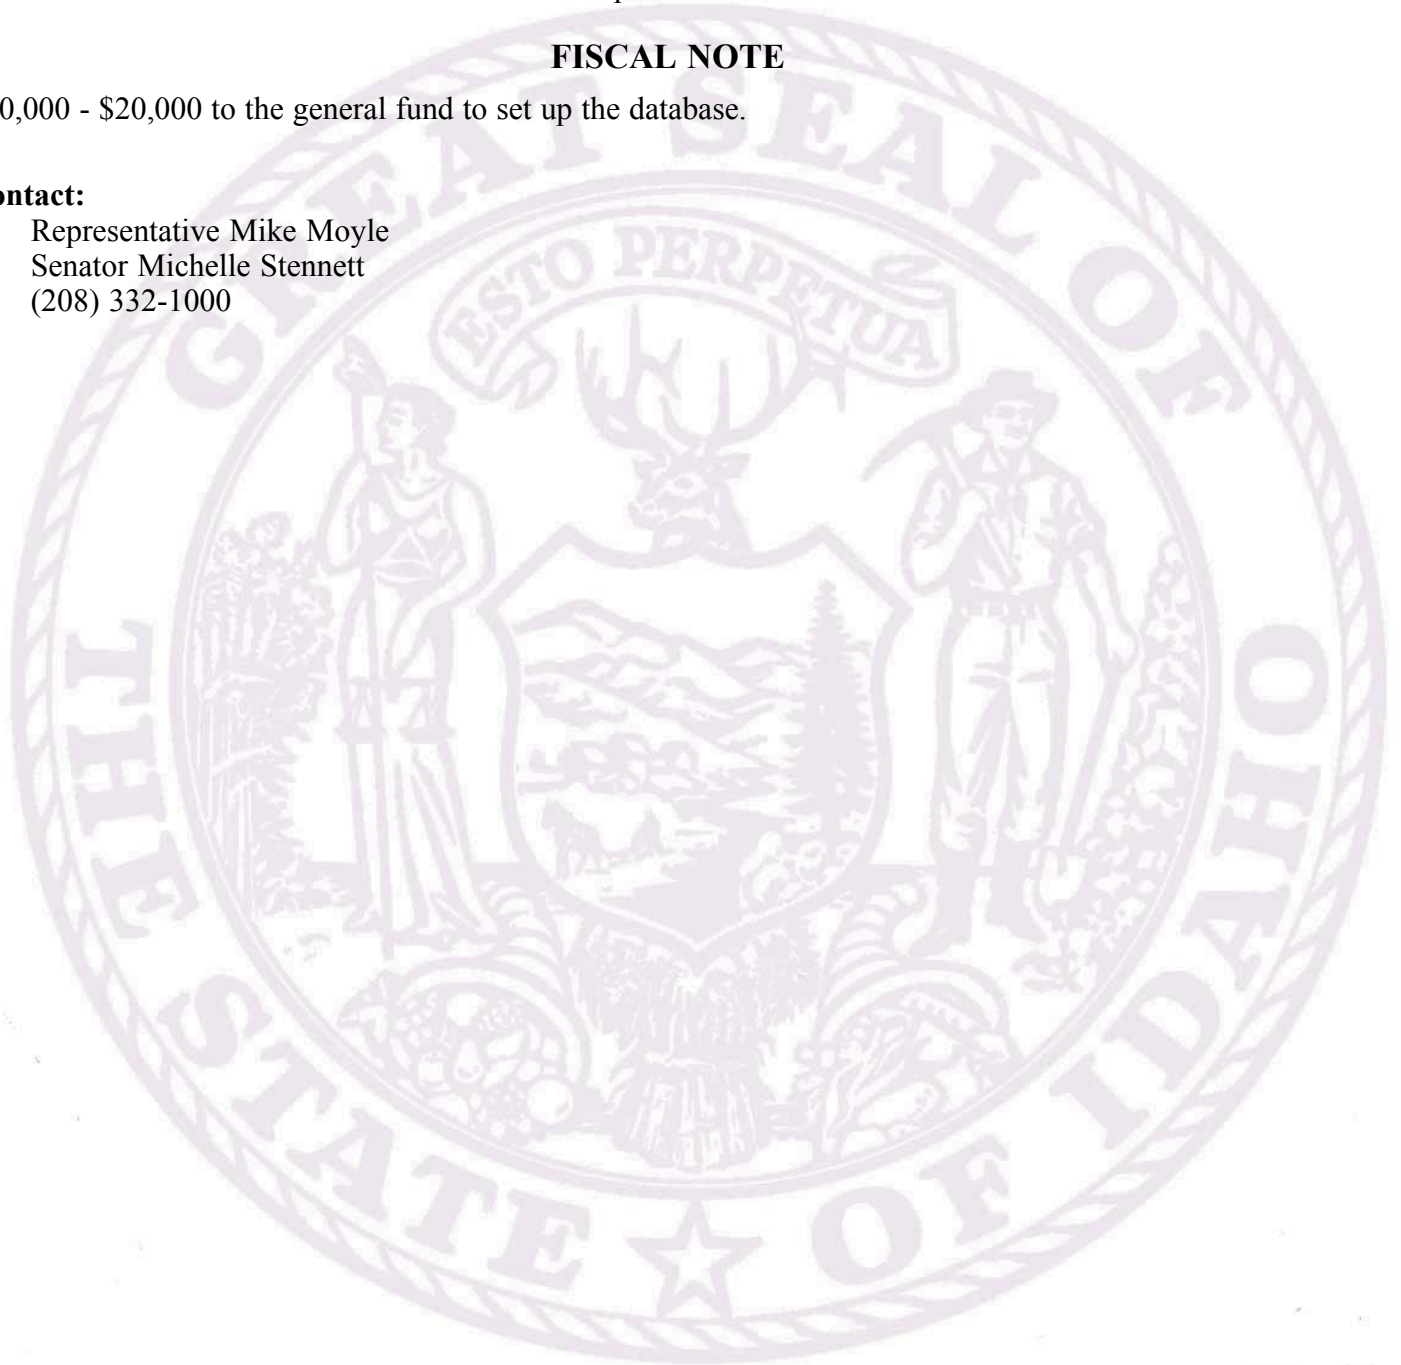 FISCAL NOTE
0,000 - $20,000 to the general fund to set up the database.
ontact:
Representative Mike Moyle
Senator Michelle Stennett
(208) 332-1000
GREAT SEAL OF
THE STATE ★ OF IDAHO
ESTO PERPETUA